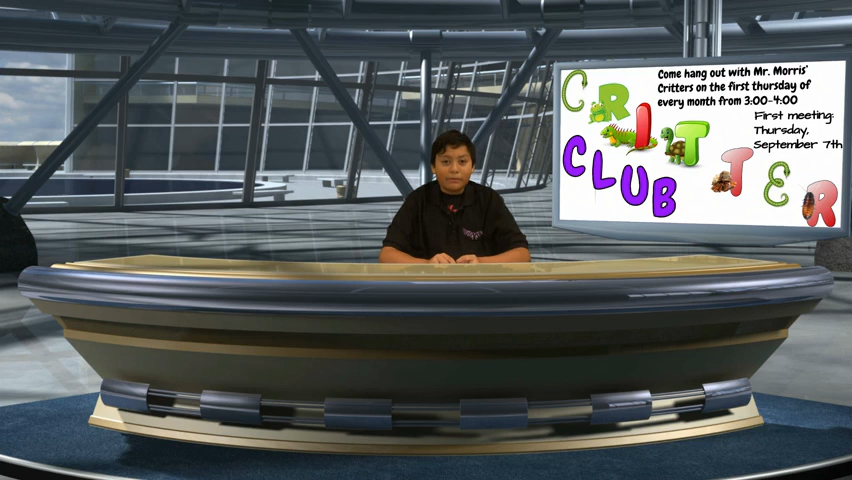 Come hang out with Mr. Morris'
Critters on the first thursday of
every month from 3:00-4:00
First meeting:
Thursday,
September 7th
CRITTER
CLUB